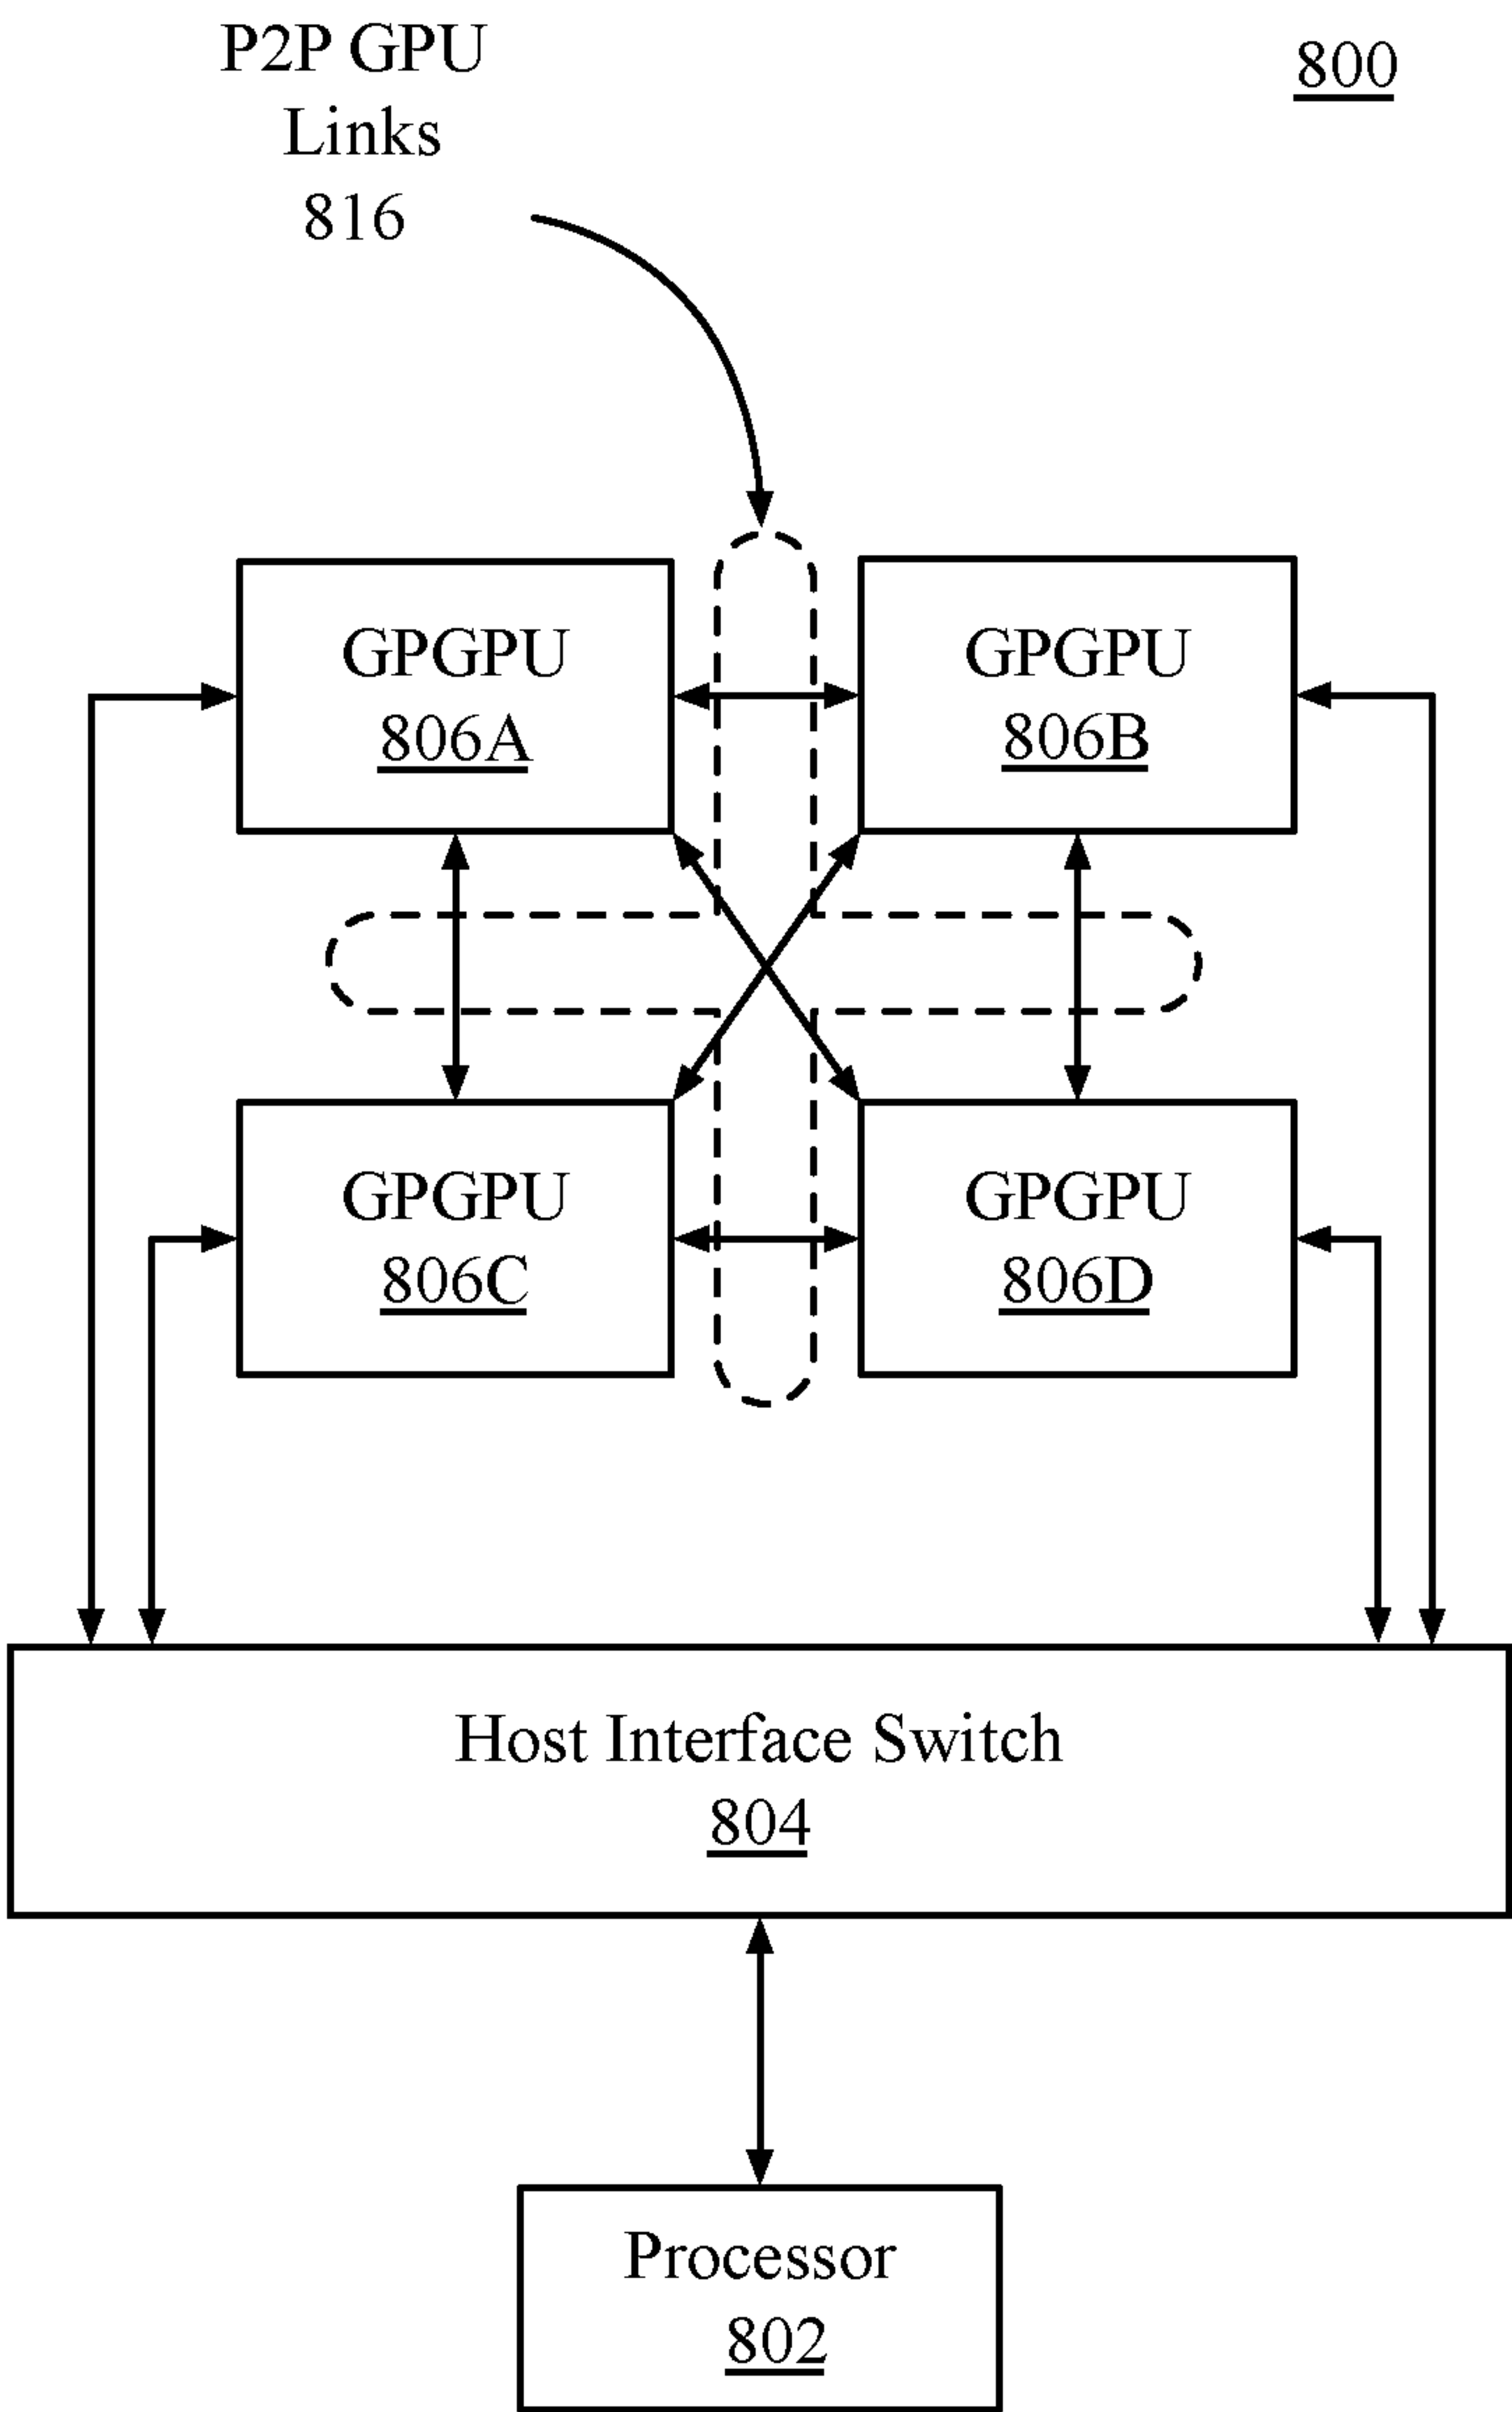 P2P GPU
Links
816
800
GPGPU
806A
GPGPU
806B
GPGPU
806C
GPGPU
806D
Host Interface Switch
804
Processor
802